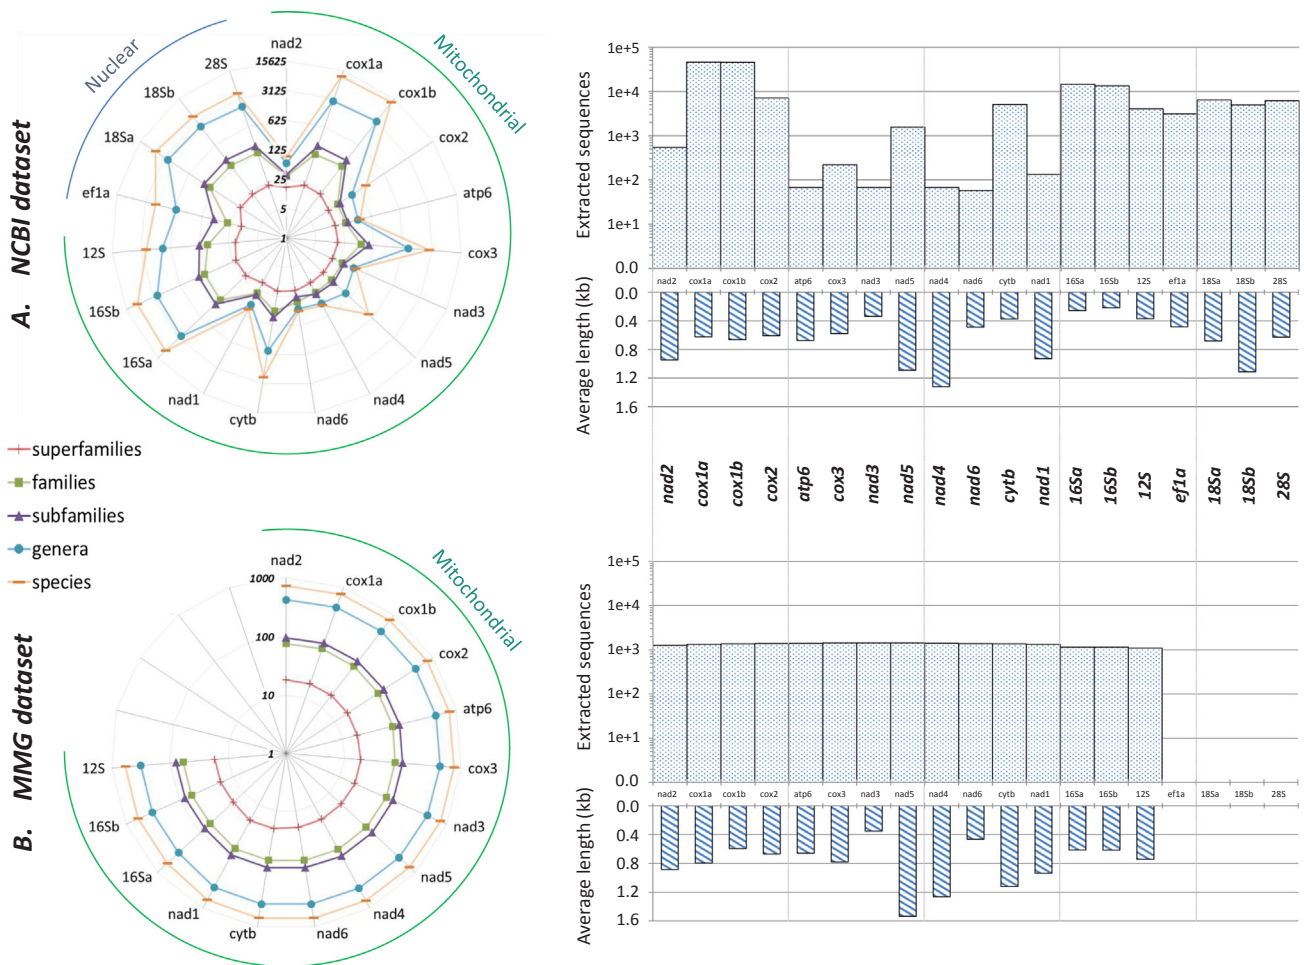 A. NCBI dataset
Nuclear
Mitochondrial
nad2
cox1a
cox1b
cox2
atp6
cox3
nad3
nad5
nad4
nad6
cytb
nad1
16Sa
16Sb
12S
ef1a
18Sa
18Sb
28S
15625
3125
625
125
25
5
1
Extracted sequences
1e+5
1e+4
1e+3
1e+2
1e+1
0.0
nad2 cox1a cox1b cox2 atp6 cox3 nad3 nad5 nad4 nad6 cytb nad1 16Sa 16Sb 12S ef1a 18Sa 18Sb 28S
Average length (kb)
0.0
0.4
0.8
1.2
1.6
superfamilies
families
subfamilies
genera
species
nad2 cox1a cox1b cox2 atp6 cox3 nad3 nad5 nad4 nad6 cytb nad1 16Sa 16Sb 12S ef1a 18Sa 18Sb 28S
B. MMG dataset
Mitochondrial
nad2
cox1a
cox1b
cox2
atp6
cox3
nad3
nad5
nad4
nad6
cytb
nad1
16Sa
16Sb
12S
1000
100
10
1
Extracted sequences
1e+5
1e+4
1e+3
1e+2
1e+1
0.0
nad2 cox1a cox1b cox2 atp6 cox3 nad3 nad5 nad4 nad6 cytb nad1 16Sa 16Sb 12S ef1a 18Sa 18Sb 28S
Average length (kb)
0.0
0.4
0.8
1.2
1.6